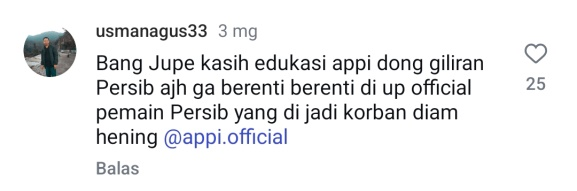 usmanagus33 3 mg
Bang Jupe kasih edukasi appi dong giliran
Persib ajh ga berenti berenti di up official
pemain Persib yang di jadi korban diam
hening @appi.official
25
Balas